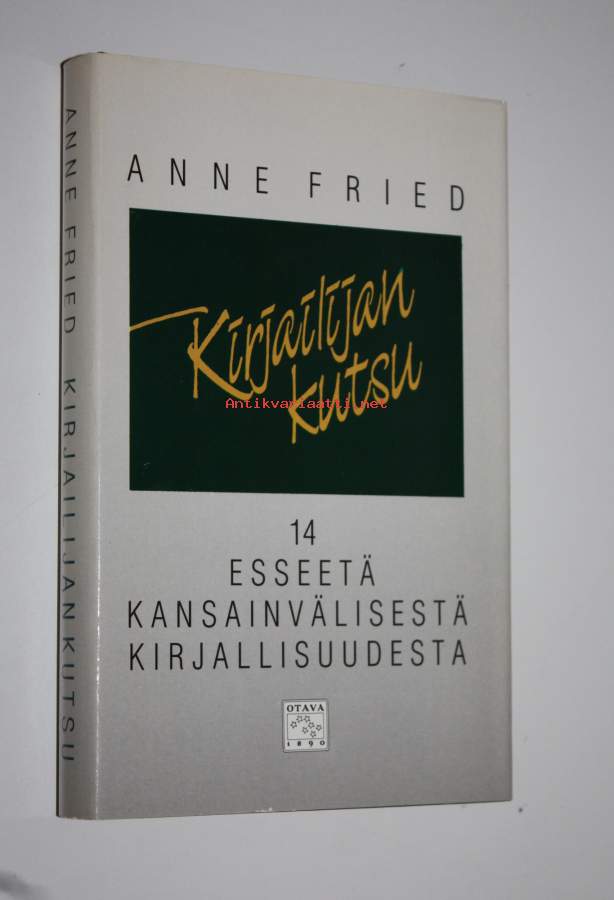 ANNE FRIED KIRJAILIJAN KUTSU
ANNE FRIED
Kirjailijan
kutsu
Antikvariaatti.net
14
ESSEETÄ
KANSAINVÄLISESTÄ
KIRJALLISUUDESTA
OTAVA
1890